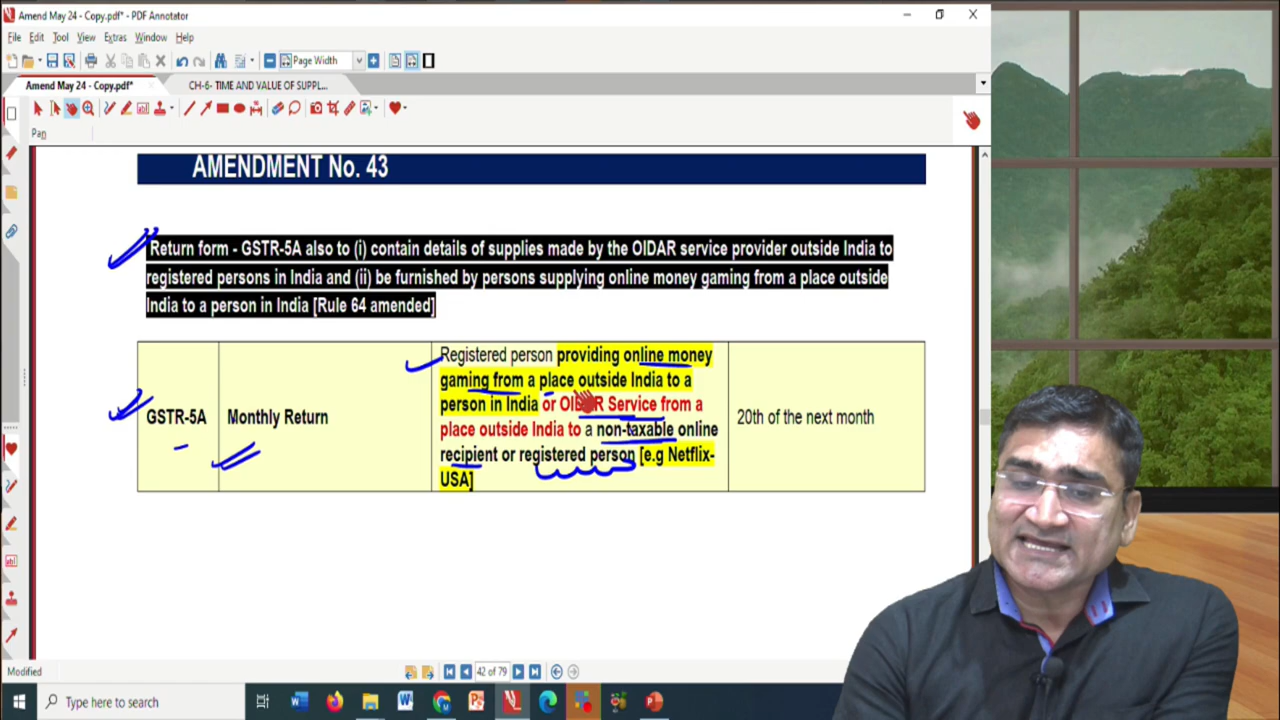 Amend May 24 - Copy.pdf* - PDF Annotator
File Edit Tool View Extras Window Help
Page Width
Amend May 24 - Copy.pdf* CH-6- TIME AND VALUE OF SUPPL...
Pan
AMENDMENT No. 43
Return form - GSTR-5A also to (i) contain details of supplies made by the OIDAR service provider outside India to
registered persons in India and (ii) be furnished by persons supplying online money gaming from a place outside
India to a person in India [Rule 64 amended]
GSTR-5A
Monthly Return
Registered person providing online money
gaming from a place outside India to a
person in India or OIDAR Service from a
place outside India to a non-taxable online
recipient or registered person [e.g Netflix-
USA]
20th of the next month
Modified
42 of 79
Type here to search